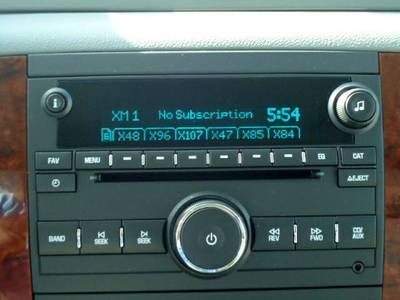 XM1 No Subscription 5:54
6 X48 X96 X107 X47 X85 X84
FAV MENU EQ CAT
EJECT
BAND SEEK SEEK REV FWD CD/
AUX